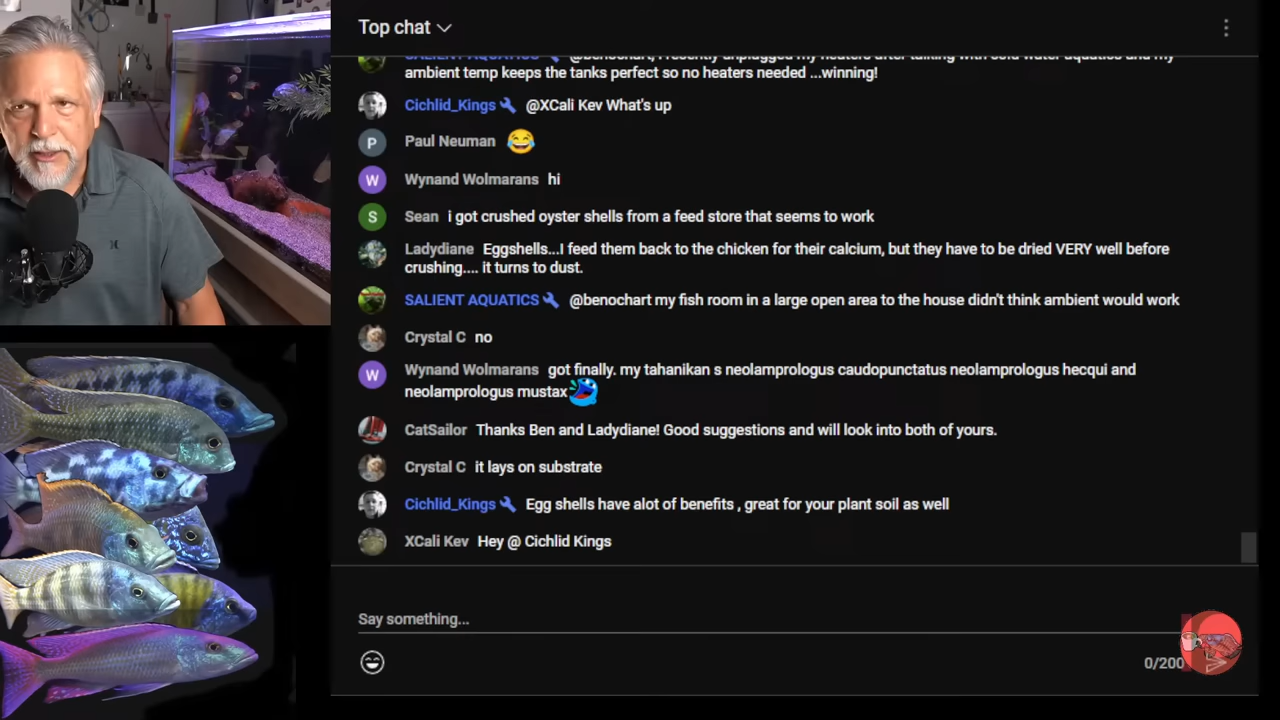 Top chat
SALIENT AQUATICS @benochart, I recently unplugged my heaters after talking with cold water aquatics and my
ambient temp keeps the tanks perfect so no heaters needed ...winning!
Cichlid_Kings @XCali Kev What's up
P Paul Neuman 😂
W Wynand Wolmarans hi
S Sean i got crushed oyster shells from a feed store that seems to work
Ladydiane Eggshells...I feed them back to the chicken for their calcium, but they have to be dried VERY well before
crushing.... it turns to dust.
SALIENT AQUATICS @benochart my fish room in a large open area to the house didn't think ambient would work
Crystal C no
W Wynand Wolmarans got finally. my tahanikan s neolamprologus caudopunctatus neolamprologus hecqui and
neolamprologus mustax
CatSailor Thanks Ben and Ladydiane! Good suggestions and will look into both of yours.
Crystal C it lays on substrate
Cichlid_Kings Egg shells have alot of benefits , great for your plant soil as well
XCali Kev Hey @ Cichlid Kings
Say something...
0/200